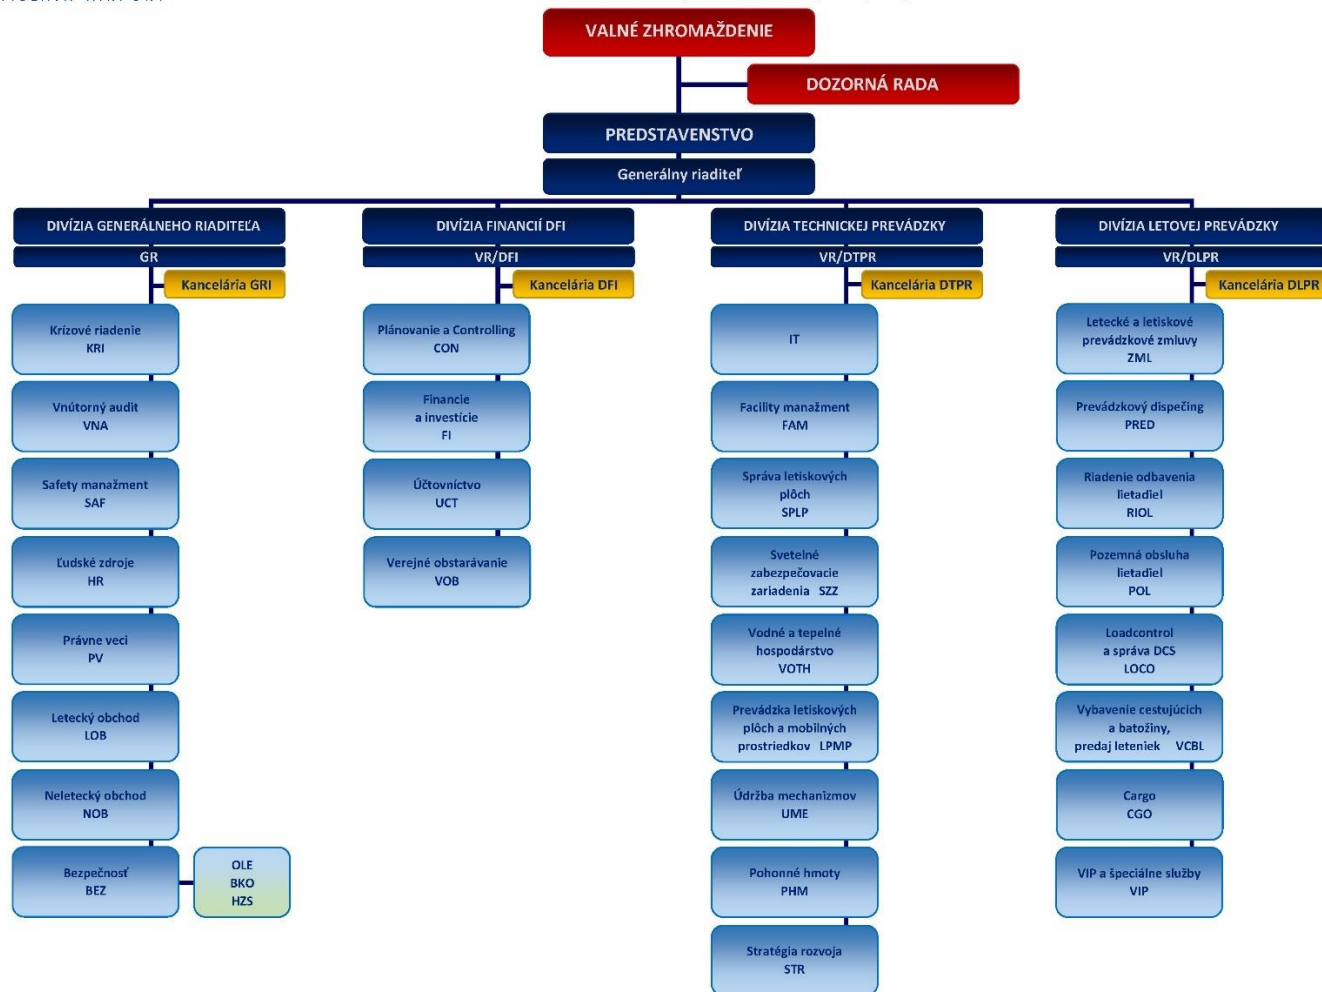 VALNÉ ZHROMAŽDENIE
DOZORNÁ RADA
PREDSTAVENSTVO
Generálny riaditeľ
DIVÍZIA GENERÁLNEHO RIADITEĽA
GR
Kancelária GRI
Krízové riadenie
KRI
Vnútorný audit
VNA
Safety manažment
SAF
Ľudské zdroje
HR
Právne veci
PV
Letecký obchod
LOB
Neletecký obchod
NOB
Bezpečnosť
BEZ
OLE
BKO
HZS
DIVÍZIA FINANCIÍ DFI
VR/DFI
Kancelária DFI
Plánovanie a Controlling
CON
Financie
a investície
FI
Účtovníctvo
UCT
Verejné obstarávanie
VOB
DIVÍZIA TECHNICKEJ PREVÁDZKY
VR/DTPR
Kancelária DTPR
IT
Facility manažment
FAM
Správa letiskových
plôch
SPLP
Svetelné
zabezpečovacie
zariadenia SZZ
Vodné a tepelné
hospodárstvo
VOTH
Prevádzka letiskových
plôch a mobilných
prostriedkov LPMP
Údržba mechanizmov
UME
Pohonné hmoty
PHM
Stratégia rozvoja
STR
DIVÍZIA LETOVEJ PREVÁDZKY
VR/DLPR
Kancelária DLPR
Letecké a letiskové
prevádzkové zmluvy
ZML
Prevádzkový dispečing
PRED
Riadenie odbavenia
lietadiel
RIOL
Pozemná obsluha
lietadiel
POL
Loadcontrol
a správa DCS
LOCO
Vybavenie cestujúcich
a batožiny,
predaj leteniek VCBL
Cargo
CGO
VIP a špeciálne služby
VIP